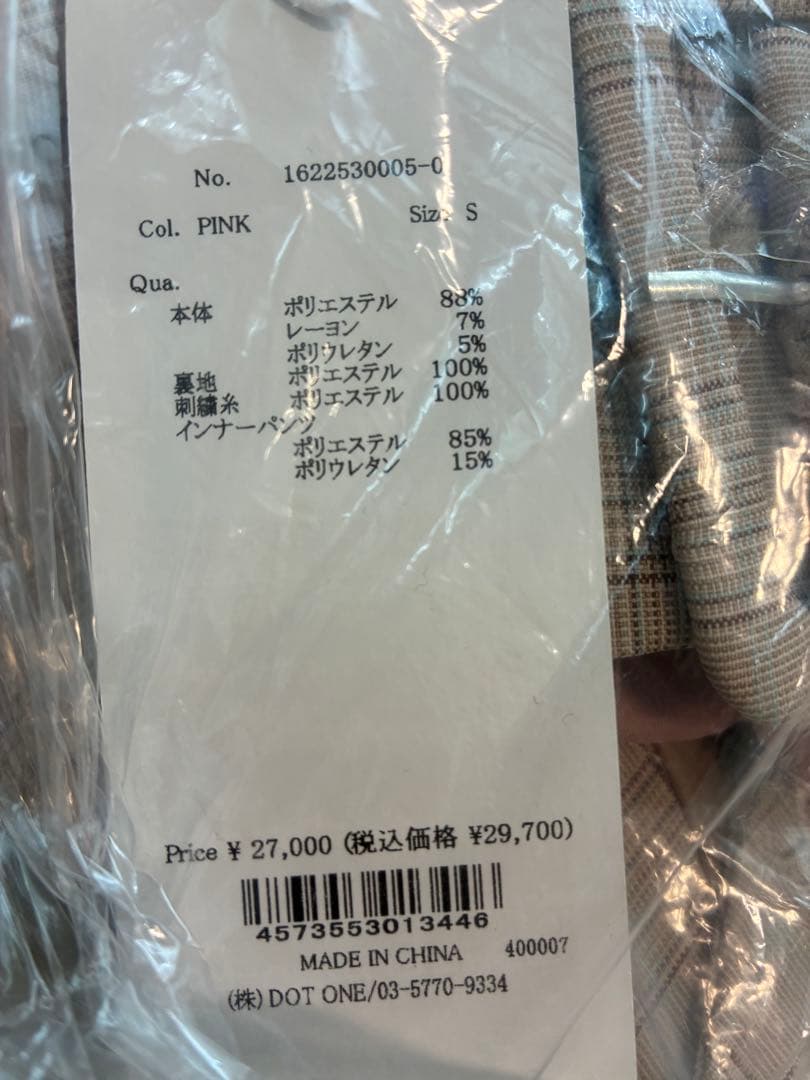 No. 1622530005-0
Col. PINK Size S
Qua.
本体 ポリエステル 88%
レーヨン 7%
ポリウレタン 5%
裏地 ポリエステル 100%
刺繍糸 ポリエステル 100%
インナーパンツ
ポリエステル 85%
ポリウレタン 15%
Price ¥ 27,000 (税込価格 ¥29,700)
4573553013446
MADE IN CHINA 400007
(株) DOT ONE/03-5770-9334